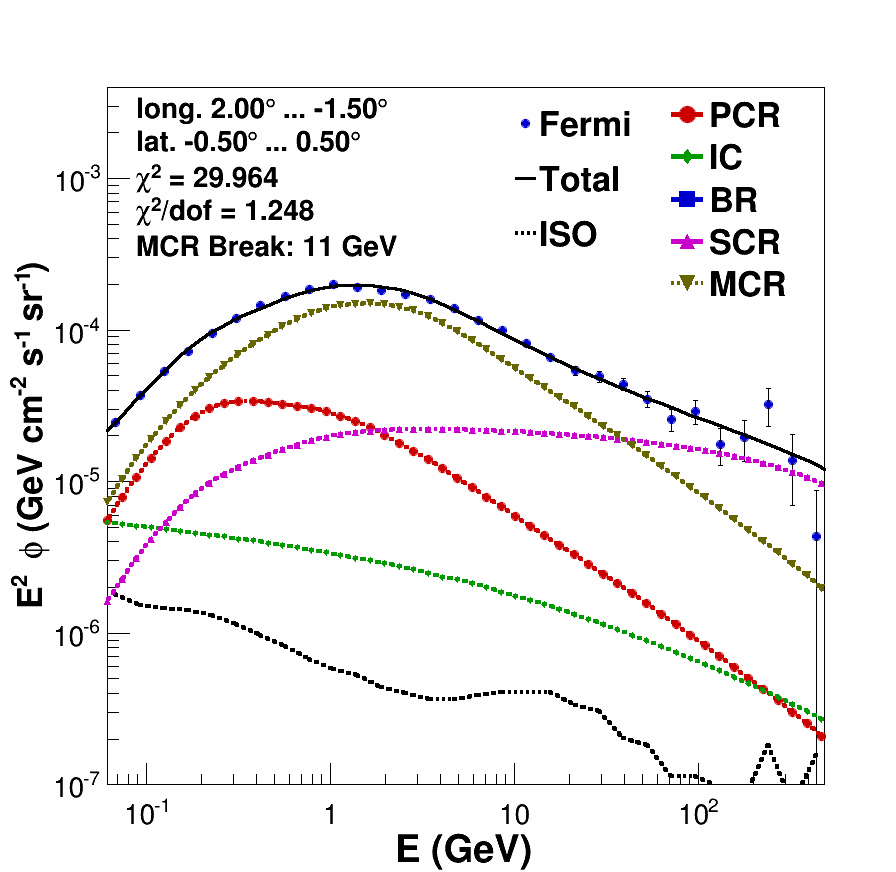 long. 2.00° ... -1.50°
lat. -0.50° ... 0.50°
χ² = 29.964
χ²/dof = 1.248
MCR Break: 11 GeV
Fermi
Total
ISO
PCR
IC
BR
SCR
MCR
E² ϕ (GeV cm⁻² s⁻¹ sr⁻¹)
10⁻³
10⁻⁴
10⁻⁵
10⁻⁶
10⁻⁷
10⁻¹ 1 10 10²
E (GeV)